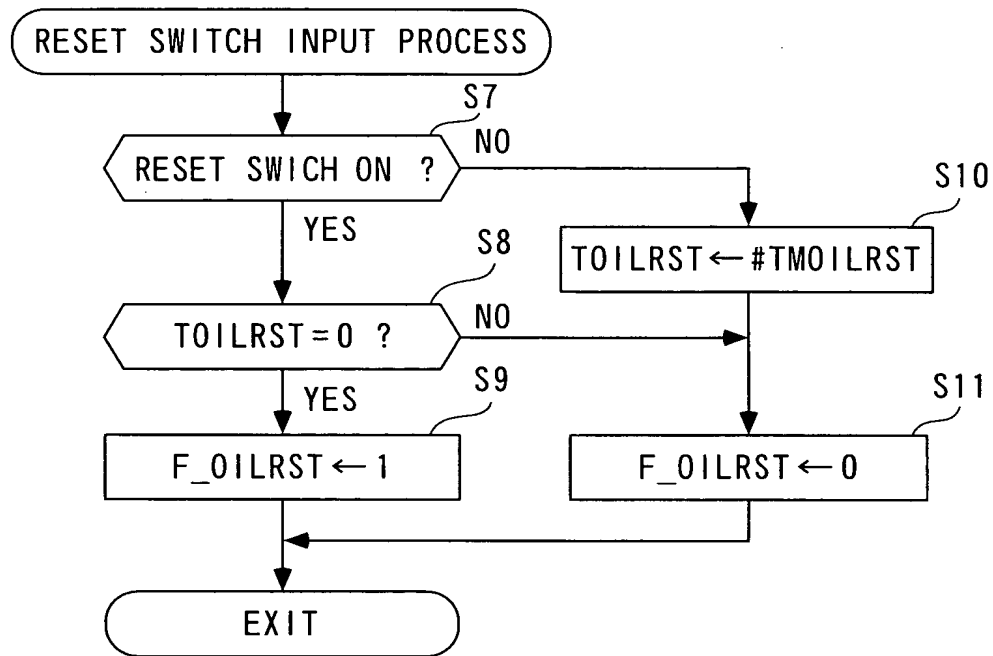 RESET SWITCH INPUT PROCESS
S7
RESET SWICH ON ?
NO
YES
S10
TOILRST←#TMOILRST
S8
TOILRST=0 ?
NO
YES
S9
F_OILRST←1
S11
F_OILRST←0
EXIT